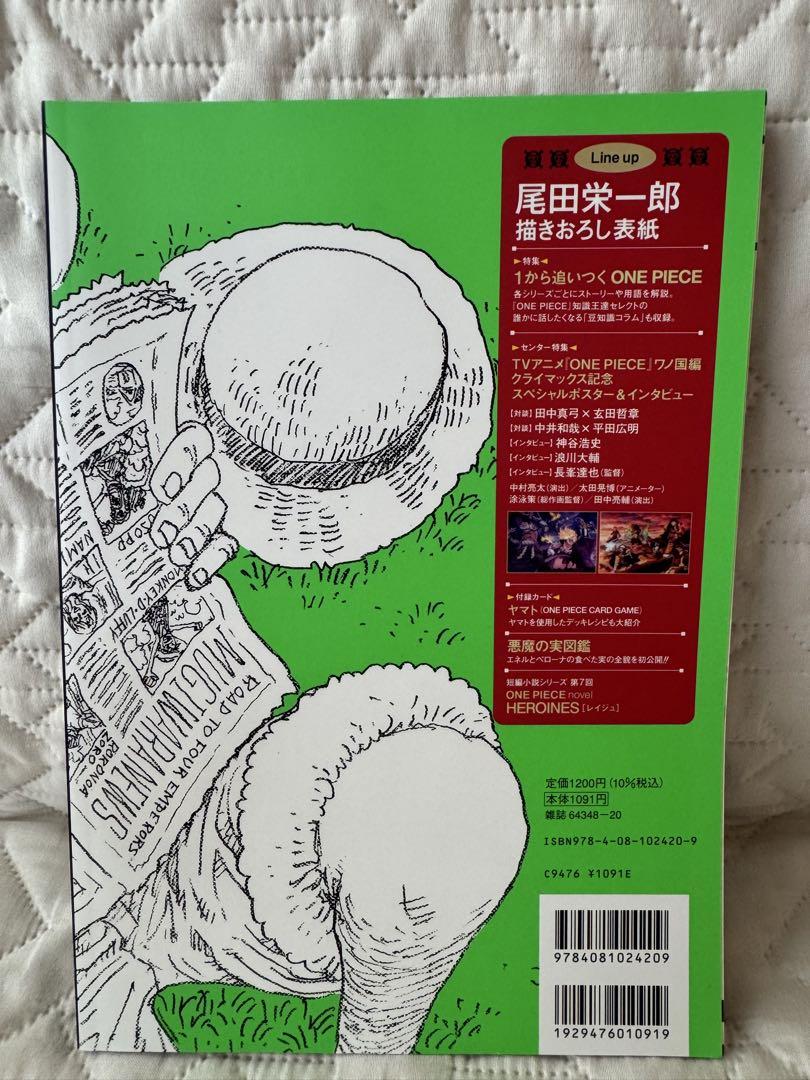 Line up
尾田栄一郎
描きおろし表紙
特集
1から追いつく ONE PIECE
各シリーズごとにストーリーや用語を解説。
『ONE PIECE』知識王達セレクトの
誰かに話したくなる「豆知識コラム」も収録。
センター特集
TVアニメ『ONE PIECE』ワノ国編
クライマックス記念
スペシャルポスター&インタビュー
[対談] 田中真弓×玄田哲章
[対談] 中井和哉×平田広明
[インタビュー] 神谷浩史
[インタビュー] 浪川大輔
[インタビュー] 長峯達也(監督)
中村亮太(演出)/太田晃博(アニメーター)
涂泳策(総作画監督)/田中亮輔(演出)
付録カード
ヤマト(ONE PIECE CARD GAME)
ヤマトを使用したデッキレシピも大紹介
悪魔の実図鑑
エネルとペローナの食べた実の全貌を初公開!!
短編小説シリーズ 第7回
ONE PIECE novel
HEROINES [レイジュ]
定価1200円(10%税込)
本体1091円
雑誌 64348-20
ISBN978-4-08-102420-9
C9476 ¥1091E
9784081024209
1929476010919
NAMI
MONKEY・D・LUFFY
MUGIWARA NEWS
ROAD TO FOUR EMPERORS
RORONOA
ZORO